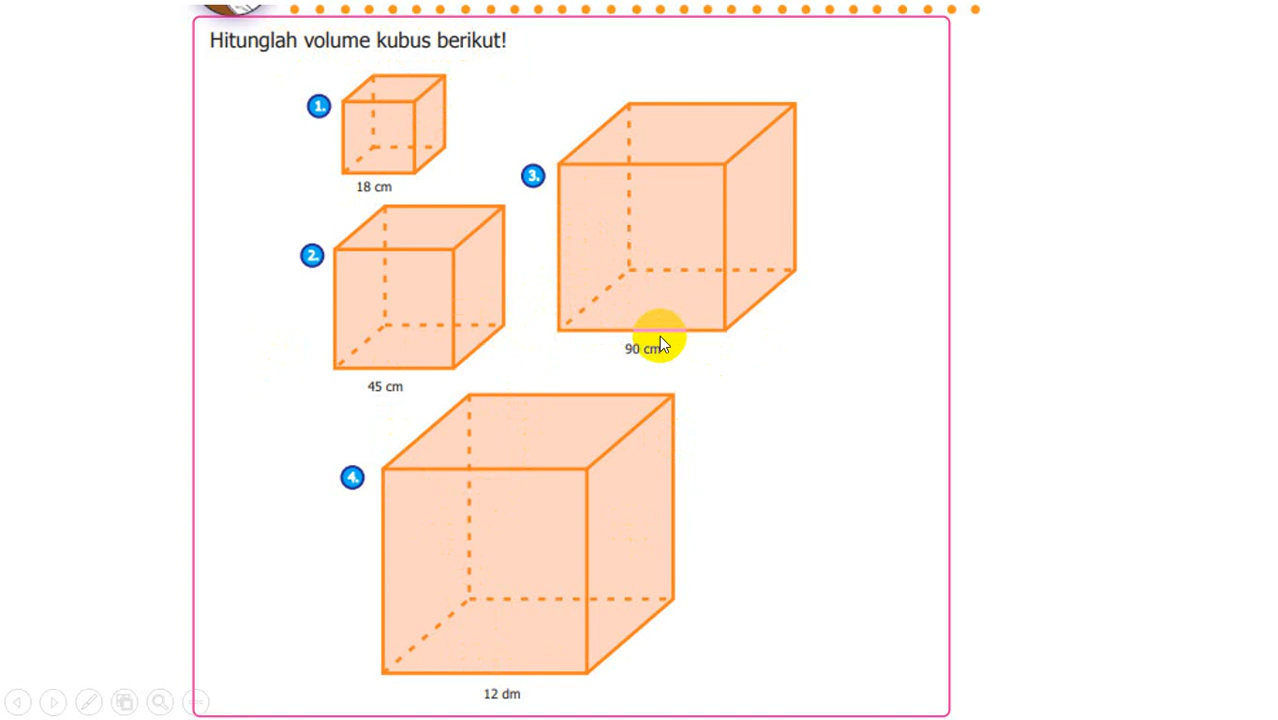 Hitunglah volume kubus berikut!
1.
18 cm
2.
45 cm
3.
90 cm
4.
12 dm